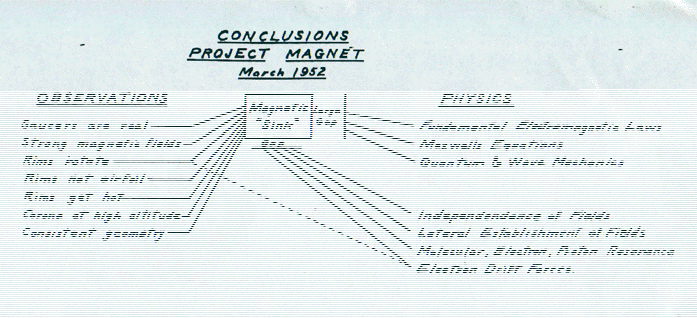 CONCLUSIONS
PROJECT MAGNET
March 1952
OBSERVATIONS
Saucers are real
Strong magnetic fields
Rims rotate
Rims not airfoil
Rims get hot
Corona at high altitude
Consistent geometry
Magnetic
"Sink"
Large
Gap
PHYSICS
Fundamental Electromagnetic Laws
Maxwells Equations
Quantum & Wave Mechanics
Independendence of Fields
Lateral Establishment of Fields
Molecular, Electron, Proton Resonance
Electron Drift Forces.